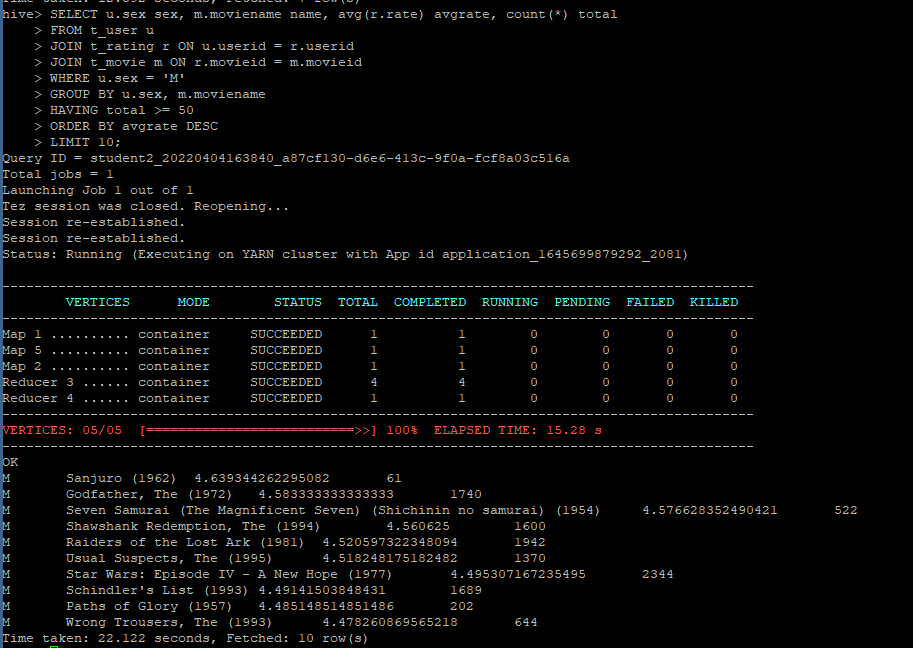 hive> SELECT u.sex sex, m.moviename name, avg(r.rate) avgrate, count(*) total
    > FROM t_user u
    > JOIN t_rating r ON u.userid = r.userid
    > JOIN t_movie m ON r.movieid = m.movieid
    > WHERE u.sex = 'M'
    > GROUP BY u.sex, m.moviename
    > HAVING total >= 50
    > ORDER BY avgrate DESC
    > LIMIT 10;
Query ID = student2_20220404163840_a87cf130-d6e6-413c-9f0a-fcf8a03c516a
Total jobs = 1
Launching Job 1 out of 1
Tez session was closed. Reopening...
Session re-established.
Session re-established.
Status: Running (Executing on YARN cluster with App id application_1645699879292_2081)
----------------------------------------------------------------------------------------------
        VERTICES      MODE        STATUS  TOTAL  COMPLETED  RUNNING  PENDING  FAILED  KILLED
----------------------------------------------------------------------------------------------
Map 1 .......... container     SUCCEEDED      1          1        0        0       0       0
Map 5 .......... container     SUCCEEDED      1          1        0        0       0       0
Map 2 .......... container     SUCCEEDED      1          1        0        0       0       0
Reducer 3 ...... container     SUCCEEDED      4          4        0        0       0       0
Reducer 4 ...... container     SUCCEEDED      1          1        0        0       0       0
----------------------------------------------------------------------------------------------
VERTICES: 05/05  [==========================>>] 100%  ELAPSED TIME: 15.28 s
----------------------------------------------------------------------------------------------
OK
M       Sanjuro (1962)  4.639344262295082       61
M       Godfather, The (1972)   4.583333333333333       1740
M       Seven Samurai (The Magnificent Seven) (Shichinin no samurai) (1954)     4.576628352490421       522
M       Shawshank Redemption, The (1994)        4.560625        1600
M       Raiders of the Lost Ark (1981)  4.520597322348094       1942
M       Usual Suspects, The (1995)      4.518248175182482       1370
M       Star Wars: Episode IV - A New Hope (1977)       4.495307167235495       2344
M       Schindler's List (1993) 4.49141503848431        1689
M       Paths of Glory (1957)   4.485148514851486       202
M       Wrong Trousers, The (1993)      4.478260869565218       644
Time taken: 22.122 seconds, Fetched: 10 row(s)